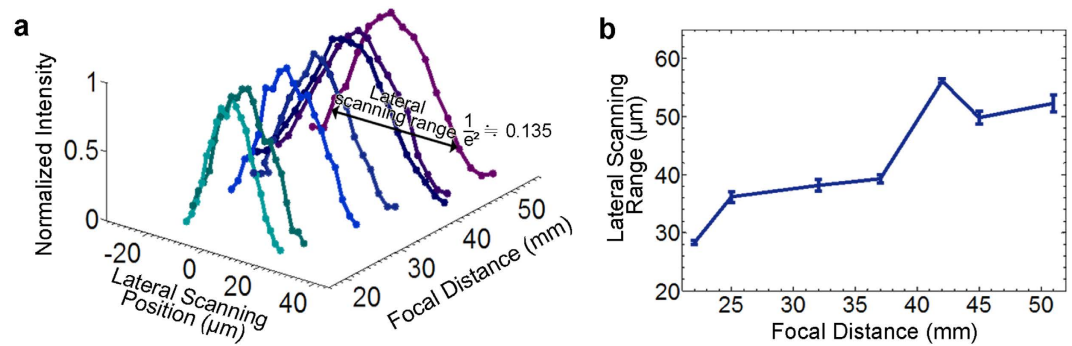 a
Normalized Intensity
1
0.5
0
-20
0
20
40
Lateral Scanning
Position (μm)
20
30
40
50
Focal Distance (mm)
Lateral
scanning range
1/e² ≒ 0.135
b
Lateral Scanning
Range (μm)
60
50
40
30
20
25
30
35
40
45
50
Focal Distance (mm)